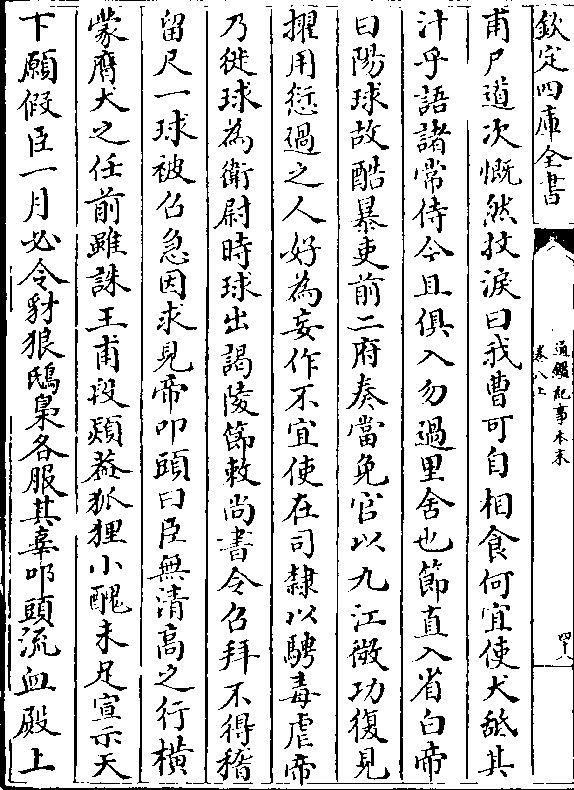 欽定四庫全書
通鑑紀事本末
卷八上
四十八
甫尸道次慨然抆淚曰我曹可自相食何宜使犬舐其
汁乎語諸常侍今且俱入勿過里舍也節直入省白帝
曰陽球故酷暴吏前二府奏當免官以九江微功復見
擢用愆過之人好為妄作不宜使在司隸以騁毒虐帝
乃徙球為衛尉時球出謁陵節敕尚書令召拜不得稽
留尺一球被召急因求見帝叩頭曰臣無清高之行橫
蒙鷹犬之任前雖誅王甫段熲蓋狐狸小醜未足宣示天
下願假臣一月必令豺狼鴟梟各服其辜叩頭流血殿上